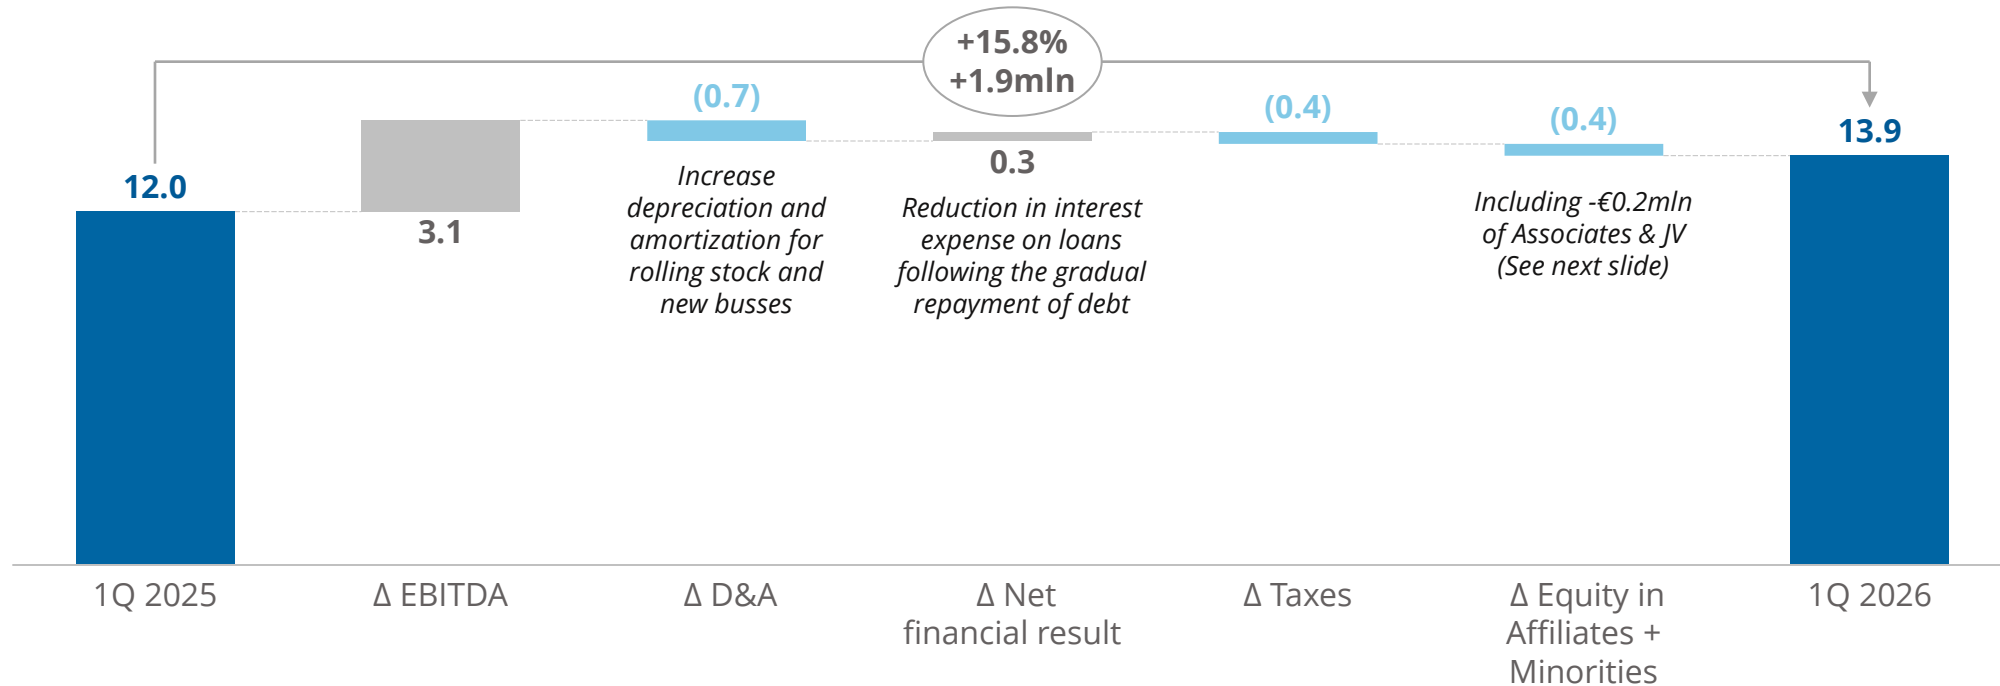 +15.8%
+1.9mln
12.0
3.1
(0.7)
Increase
depreciation and
amortization for
rolling stock and
new busses
0.3
Reduction in interest
expense on loans
following the gradual
repayment of debt
(0.4)
(0.4)
Including -€0.2mln
of Associates & JV
(See next slide)
13.9
1Q 2025
Δ EBITDA
Δ D&A
Δ Net
financial result
Δ Taxes
Δ Equity in
Affiliates +
Minorities
1Q 2026